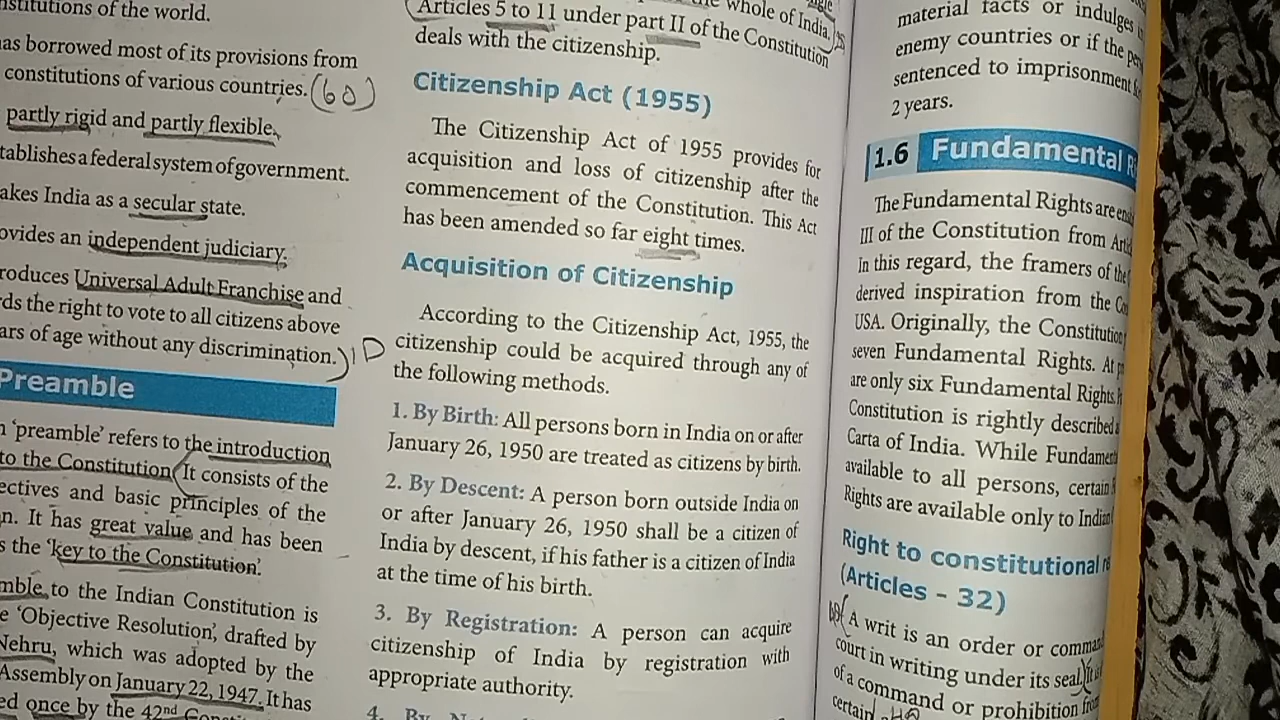 nstitutions of the world.
has borrowed most of its provisions from
constitutions of various countries. (60)
partly rigid and partly flexible.
tablishes a federal system of government.
akes India as a secular state.
ovides an independent judiciary.
roduces Universal Adult Franchise and
ds the right to vote to all citizens above
ars of age without any discrimination.
Preamble
'preamble' refers to the introduction
to the Constitution. It consists of the
ectives and basic principles of the
n. It has great value and has been
s the 'key to the Constitution'.
mble to the Indian Constitution is
e 'Objective Resolution', drafted by
Nehru, which was adopted by the
Assembly on January 22, 1947. It has
ed once by the 42nd
whole of India.
Articles 5 to 11 under part II of the Constitution
deals with the citizenship.
Citizenship Act (1955)
The Citizenship Act of 1955 provides for
acquisition and loss of citizenship after the
commencement of the Constitution. This Act
has been amended so far eight times.
Acquisition of Citizenship
According to the Citizenship Act, 1955, the
citizenship could be acquired through any of
the following methods.
1. By Birth: All persons born in India on or after
January 26, 1950 are treated as citizens by birth.
2. By Descent: A person born outside India on
or after January 26, 1950 shall be a citizen of
India by descent, if his father is a citizen of India
at the time of his birth.
3. By Registration: A person can acquire
citizenship of India by registration with
appropriate authority.
4. By
material facts or indulges
enemy countries or if the
sentenced to imprisonment
2 years.
1.6 Fundamental
The Fundamental Rights are
III of the Constitution from
In this regard, the framers of the
derived inspiration from the
USA. Originally, the Constitution
seven Fundamental Rights. At
are only six Fundamental Rights.
Constitution is rightly described
Carta of India. While
available to all persons, certain
Rights are available only to Indian
Right to constitutional
(Articles - 32)
A writ is an order or
court in writing under its seal.
of a command or prohibition from
certain